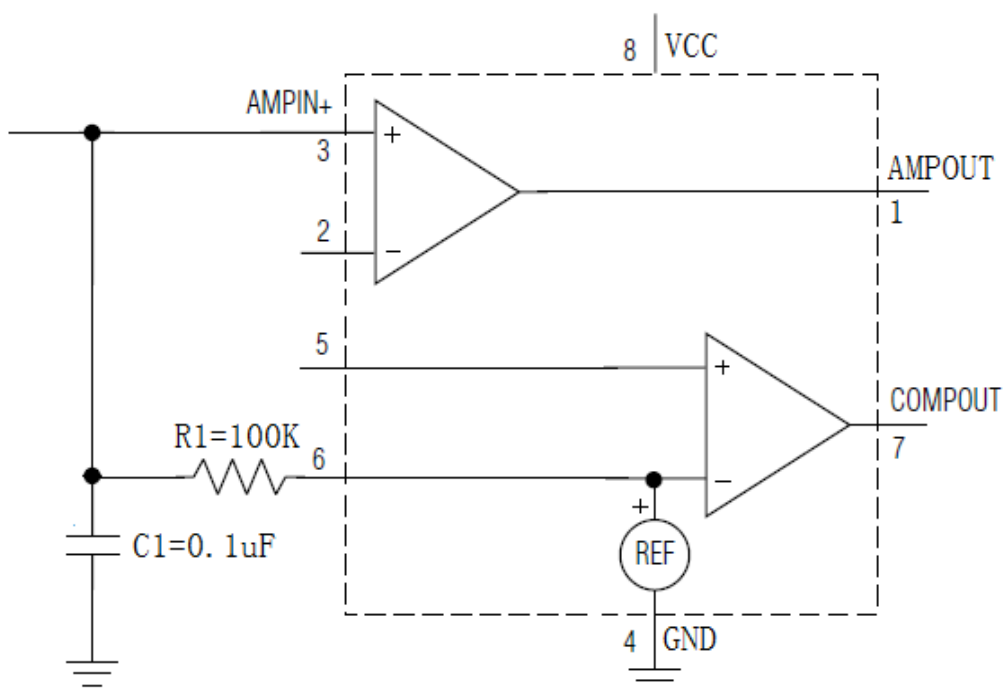 8 VCC
AMPIN+
3
+
AMPOUT
1
2
−
5
+
COMPOUT
7
R1=100K
6
−
+
REF
C1=0.1uF
4 GND